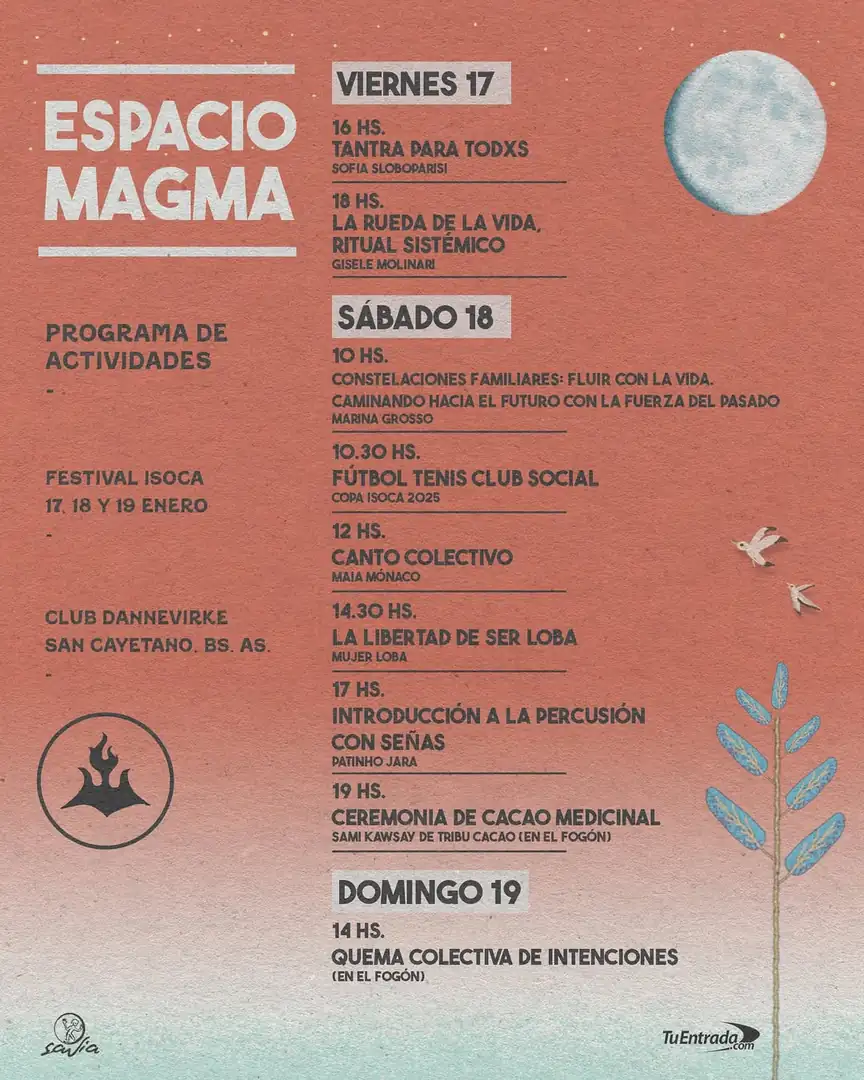 ESPACIO
MAGMA
PROGRAMA DE
ACTIVIDADES
-
FESTIVAL ISOCA
17, 18 Y 19 ENERO
-
CLUB DANNEVIRKE
SAN CAYETANO. BS. AS.
-
VIERNES 17
16 HS.
TANTRA PARA TODXS
SOFIA SLOBOPARISI
18 HS.
LA RUEDA DE LA VIDA,
RITUAL SISTÉMICO
GISELE MOLINARI
SÁBADO 18
10 HS.
CONSTELACIONES FAMILIARES: FLUIR CON LA VIDA.
CAMINANDO HACIA EL FUTURO CON LA FUERZA DEL PASADO
MARINA GROSSO
10.30 HS.
FÚTBOL TENIS CLUB SOCIAL
COPA ISOCA 2025
12 HS.
CANTO COLECTIVO
MAIA MÓNACO
14.30 HS.
LA LIBERTAD DE SER LOBA
MUJER LOBA
17 HS.
INTRODUCCIÓN A LA PERCUSIÓN
CON SEÑAS
PATINHO JARA
19 HS.
CEREMONIA DE CACAO MEDICINAL
SAMI KAWSAY DE TRIBU CACAO (EN EL FOGÓN)
DOMINGO 19
14 HS.
QUEMA COLECTIVA DE INTENCIONES
(EN EL FOGÓN)
savia
TuEntrada
.com